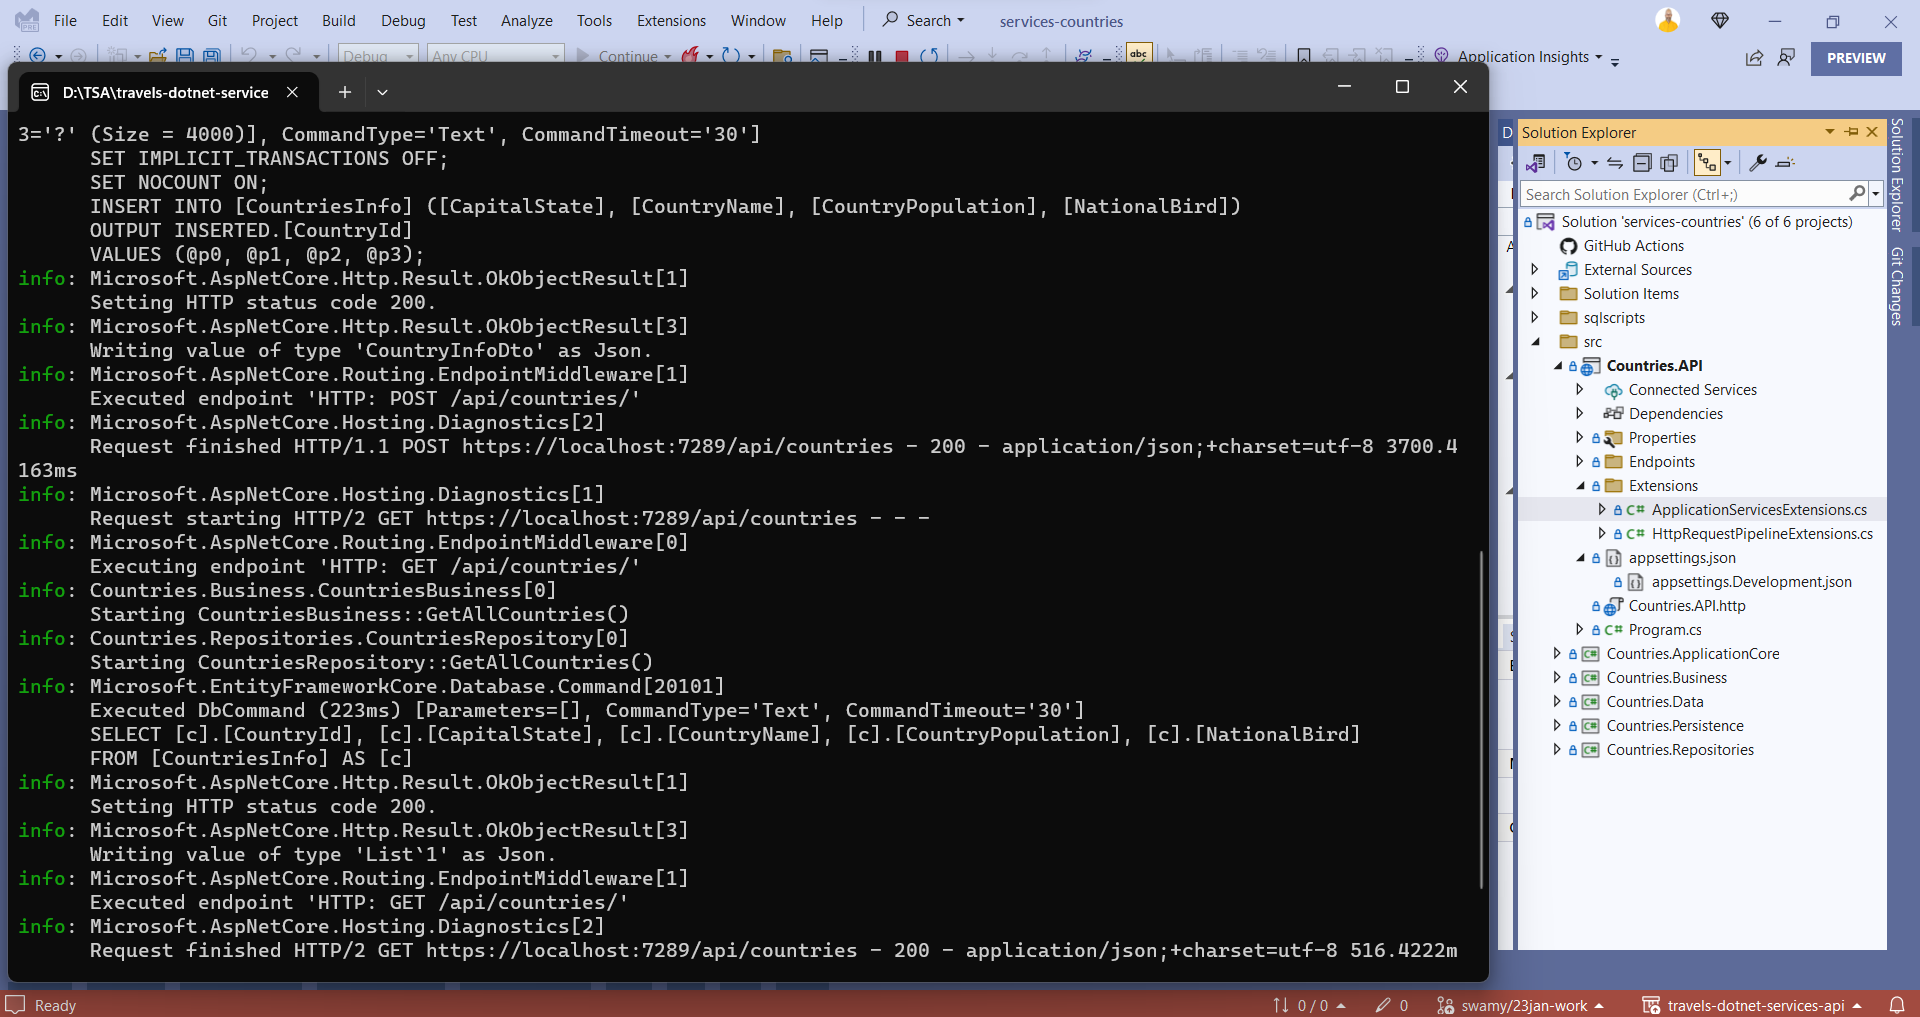 File Edit View Git Project Build Debug Test Analyze Tools Extensions Window Help Search services-countries
Debug Any CPU Continue abc Application Insights PREVIEW
D:\TSA\travels-dotnet-service
3='?' (Size = 4000)], CommandType='Text', CommandTimeout='30']
SET IMPLICIT_TRANSACTIONS OFF;
SET NOCOUNT ON;
INSERT INTO [CountriesInfo] ([CapitalState], [CountryName], [CountryPopulation], [NationalBird])
OUTPUT INSERTED.[CountryId]
VALUES (@p0, @p1, @p2, @p3);
info: Microsoft.AspNetCore.Http.Result.OkObjectResult[1]
Setting HTTP status code 200.
info: Microsoft.AspNetCore.Http.Result.OkObjectResult[3]
Writing value of type 'CountryInfoDto' as Json.
info: Microsoft.AspNetCore.Routing.EndpointMiddleware[1]
Executed endpoint 'HTTP: POST /api/countries/'
info: Microsoft.AspNetCore.Hosting.Diagnostics[2]
Request finished HTTP/1.1 POST https://localhost:7289/api/countries - 200 - application/json;+charset=utf-8 3700.4
163ms
info: Microsoft.AspNetCore.Hosting.Diagnostics[1]
Request starting HTTP/2 GET https://localhost:7289/api/countries - - -
info: Microsoft.AspNetCore.Routing.EndpointMiddleware[0]
Executing endpoint 'HTTP: GET /api/countries/'
info: Countries.Business.CountriesBusiness[0]
Starting CountriesBusiness::GetAllCountries()
info: Countries.Repositories.CountriesRepository[0]
Starting CountriesRepository::GetAllCountries()
info: Microsoft.EntityFrameworkCore.Database.Command[20101]
Executed DbCommand (223ms) [Parameters=[], CommandType='Text', CommandTimeout='30']
SELECT [c].[CountryId], [c].[CapitalState], [c].[CountryName], [c].[CountryPopulation], [c].[NationalBird]
FROM [CountriesInfo] AS [c]
info: Microsoft.AspNetCore.Http.Result.OkObjectResult[1]
Setting HTTP status code 200.
info: Microsoft.AspNetCore.Http.Result.OkObjectResult[3]
Writing value of type 'List`1' as Json.
info: Microsoft.AspNetCore.Routing.EndpointMiddleware[1]
Executed endpoint 'HTTP: GET /api/countries/'
info: Microsoft.AspNetCore.Hosting.Diagnostics[2]
Request finished HTTP/2 GET https://localhost:7289/api/countries - 200 - application/json;+charset=utf-8 516.4222m
Solution Explorer
Search Solution Explorer (Ctrl+;)
Solution 'services-countries' (6 of 6 projects)
GitHub Actions
External Sources
Solution Items
sqlscripts
src
Countries.API
Connected Services
Dependencies
Properties
Endpoints
Extensions
C# ApplicationServicesExtensions.cs
C# HttpRequestPipelineExtensions.cs
appsettings.json
appsettings.Development.json
Countries.API.http
C# Program.cs
C# Countries.ApplicationCore
C# Countries.Business
C# Countries.Data
C# Countries.Persistence
C# Countries.Repositories
Solution Explorer
Git Changes
Ready 0 / 0 0 swamy/23jan-work travels-dotnet-services-api